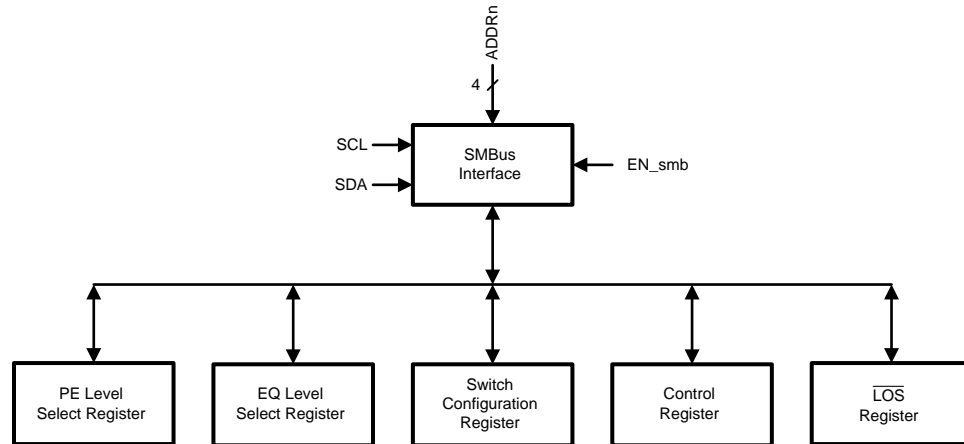 ADDRn
4
SCL
SDA
SMBus
Interface
EN_smb
PE Level
Select Register
EQ Level
Select Register
Switch
Configuration
Register
Control
Register
LOS
Register